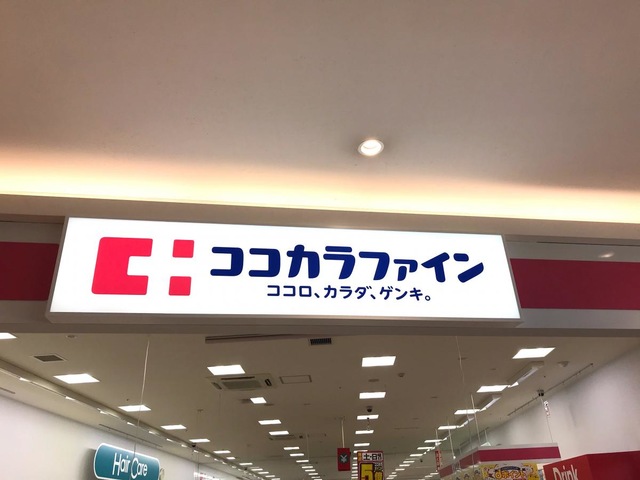 ココカラファイン
ココロ、カラダ、ゲンキ。
Hair Care
Drink